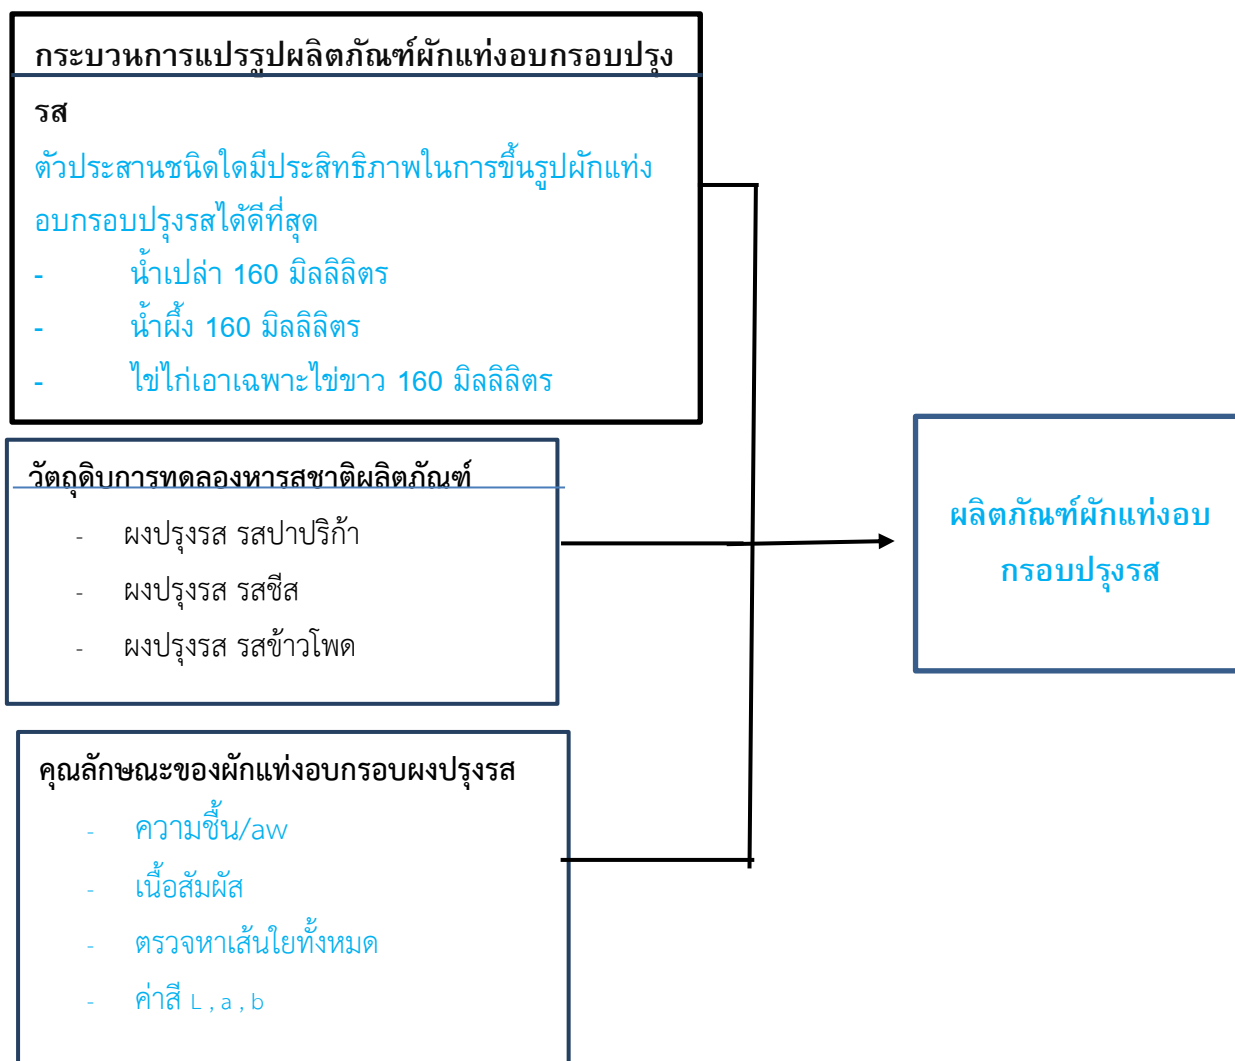 กระบวนการแปรรูปผลิตภัณฑ์ผักแท่งอบกรอบปรุง
รส
ตัวประสานชนิดใดมีประสิทธิภาพในการขึ้นรูปผักแท่ง
อบกรอบปรุงรสได้ดีที่สุด
- น้ำเปล่า 160 มิลลิลิตร
- น้ำผึ้ง 160 มิลลิลิตร
- ไข่ไก่เอาเฉพาะไข่ขาว 160 มิลลิลิตร
วัตถุดิบการทดลองหารสชาติผลิตภัณฑ์
- ผงปรุงรส รสปาปริก้า
- ผงปรุงรส รสชีส
- ผงปรุงรส รสข้าวโพด
คุณลักษณะของผักแท่งอบกรอบผงปรุงรส
- ความชื้น/aw
- เนื้อสัมผัส
- ตรวจหาเส้นใยทั้งหมด
- ค่าสี L , a , b
ผลิตภัณฑ์ผักแท่งอบ
กรอบปรุงรส